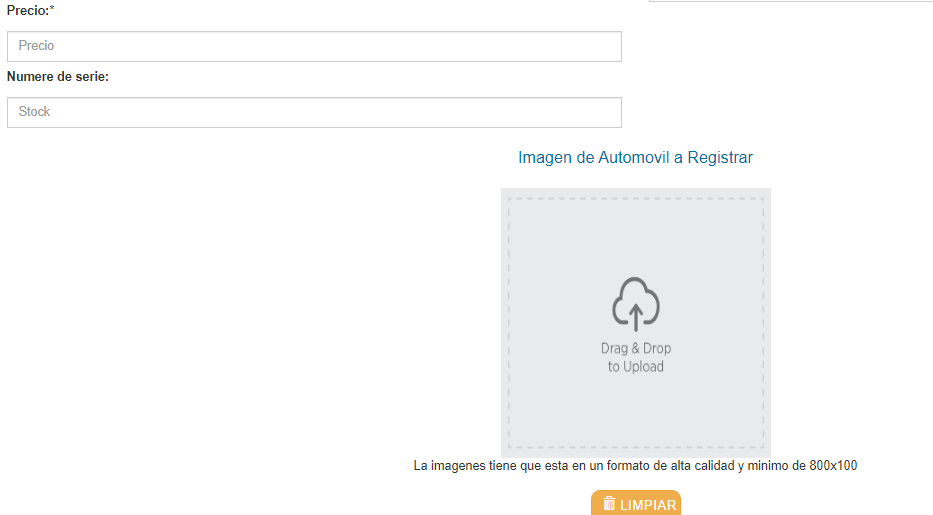 Precio:*
Precio
Numere de serie:
Stock
Imagen de Automovil a Registrar
Drag & Drop
to Upload
La imagenes tiene que esta en un formato de alta calidad y minimo de 800x100
LIMPIAR